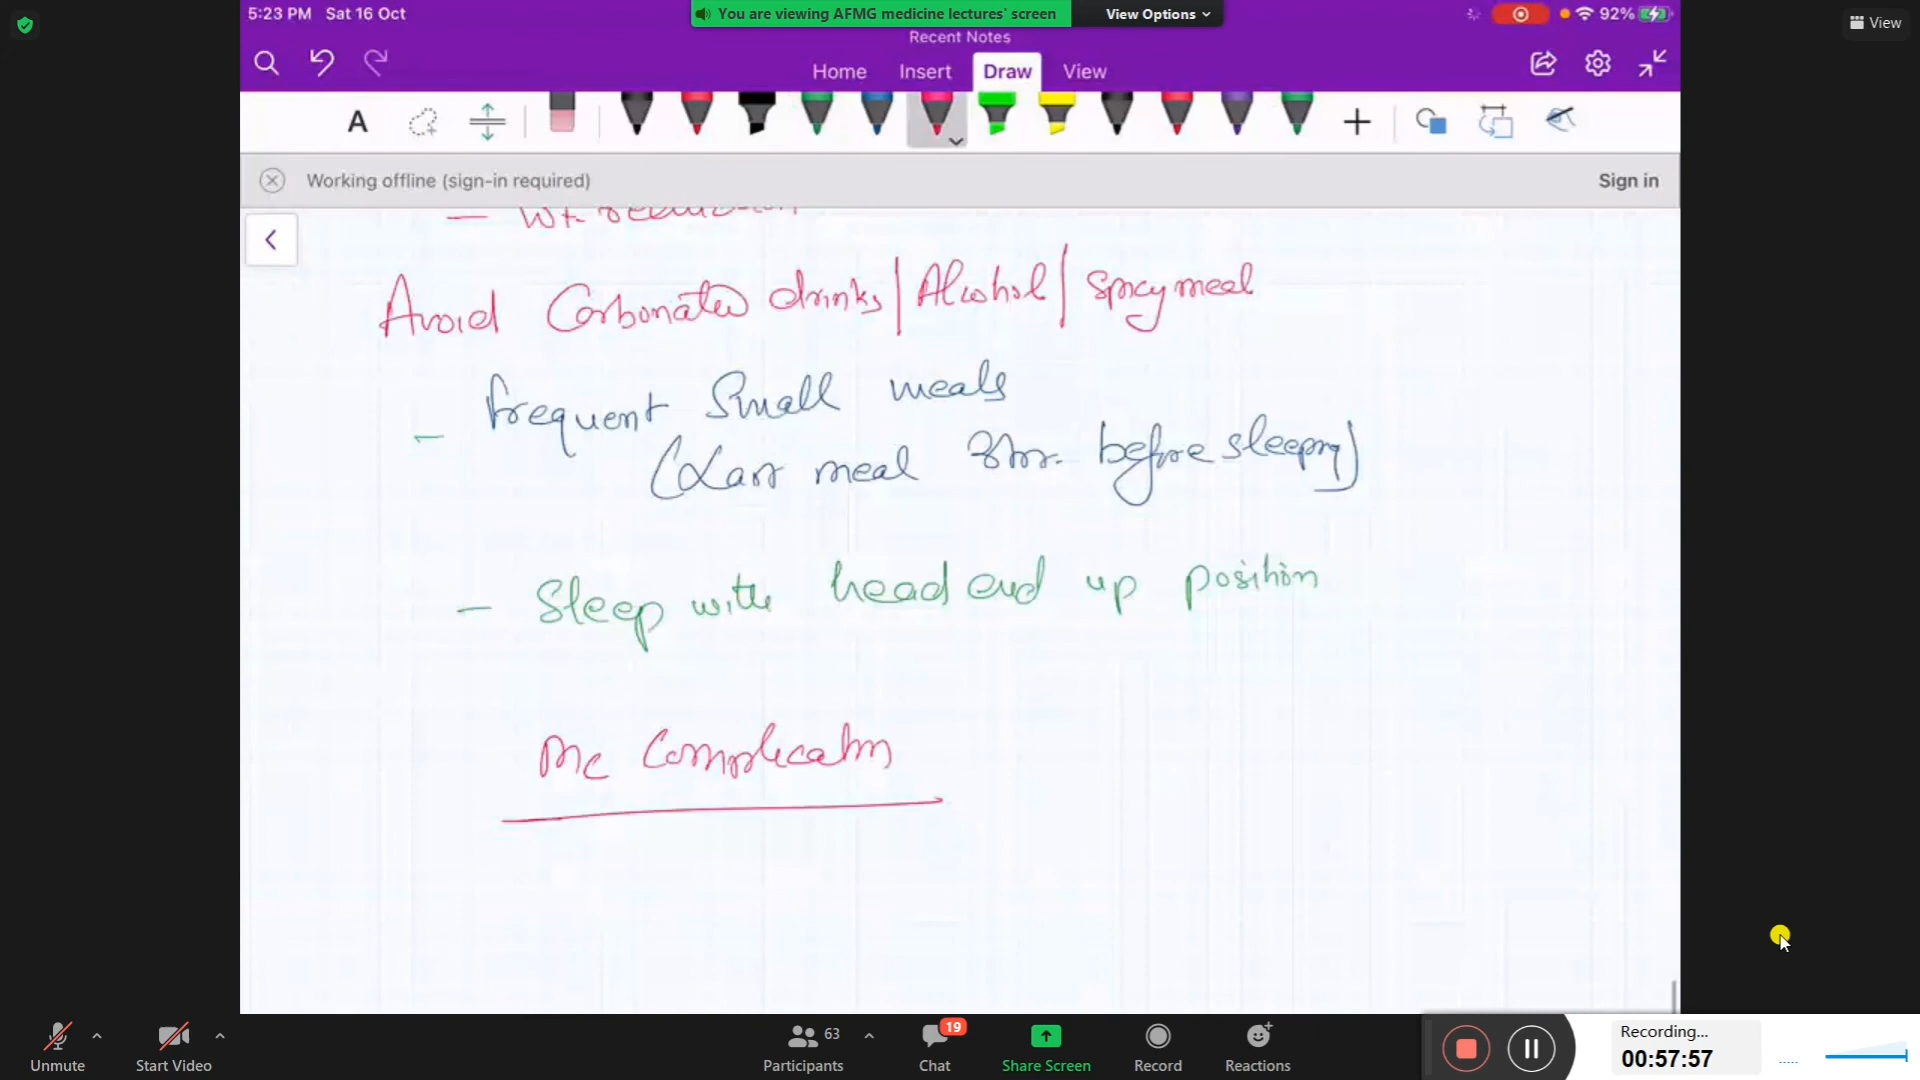 5:23 PM Sat 16 Oct
You are viewing AFMG medicine lectures' screen
View Options
92%
View
Recent Notes
Home Insert Draw View
A
Working offline (sign-in required)
Sign in
- Wt.
Avoid Carbonated drinks | Alcohol | Spicy meal
- frequent Small meals
( meal 3hr. before sleeping)
- Sleep with head end up position
Mc
Unmute
Start Video
Participants 63
Chat 19
Share Screen
Record
Reactions
Recording...
00:57:57